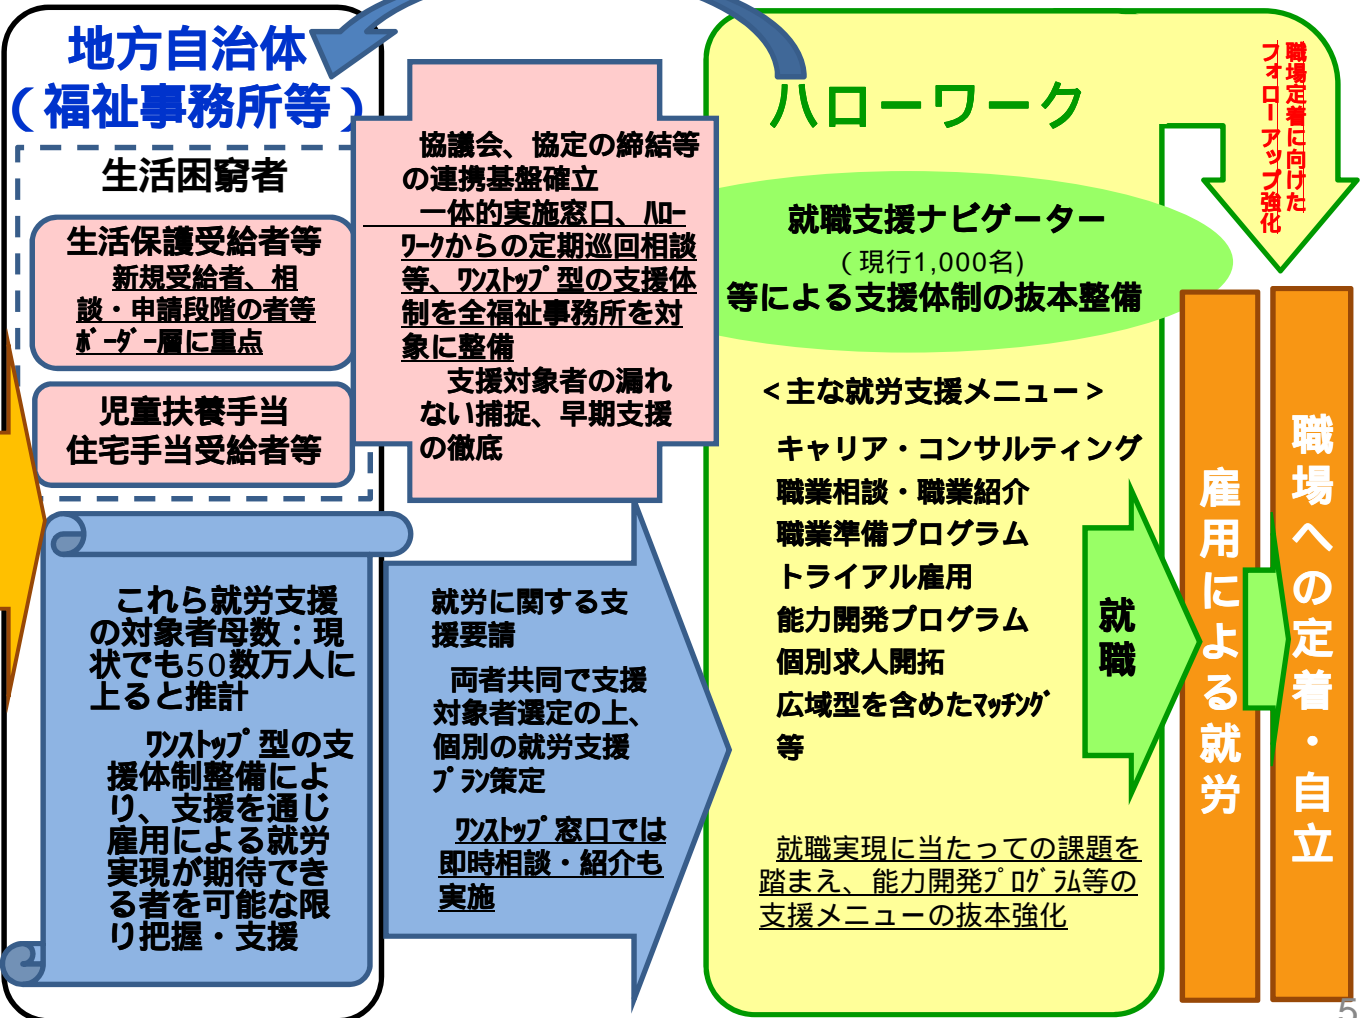 地方自治体
（福祉事務所等）
生活困窮者
生活保護受給者等
新規受給者、相
談・申請段階の者等
ﾎﾞｰﾀﾞｰ層に重点
児童扶養手当
住宅手当受給者等
これら就労支援
の対象者母数：現
状でも50数万人に
上ると推計
ﾜﾝｽﾄｯﾌﾟ型の支
援体制整備によ
り、支援を通じ
雇用による就労
実現が期待でき
る者を可能な限
り把握・支援
協議会、協定の締結等
の連携基盤確立
一体的実施窓口、ﾊﾛｰ
ﾜｰｸからの定期巡回相談
等、ﾜﾝｽﾄｯﾌﾟ型の支援体
制を全福祉事務所を対
象に整備
支援対象者の漏れ
ない捕捉、早期支援
の徹底
就労に関する支
援要請
両者共同で支援
対象者選定の上、
個別の就労支援
ﾌﾟﾗﾝ策定
ﾜﾝｽﾄｯﾌﾟ窓口では
即時相談・紹介も
実施
ハローワーク
就職支援ナビゲーター
（現行1,000名)
等による支援体制の抜本整備
＜主な就労支援メニュー＞
キャリア・コンサルティング
職業相談・職業紹介
職業準備プログラム
トライアル雇用
能力開発プログラム
個別求人開拓
広域型を含めたﾏｯﾁﾝｸﾞ
等
就職実現に当たっての課題を
踏まえ、能力開発ﾌﾟﾛｸﾞﾗﾑ等の
支援メニューの抜本強化
就職
職場定着に向けた
フォローアップ強化
雇用による就労
職場への定着・自立
5